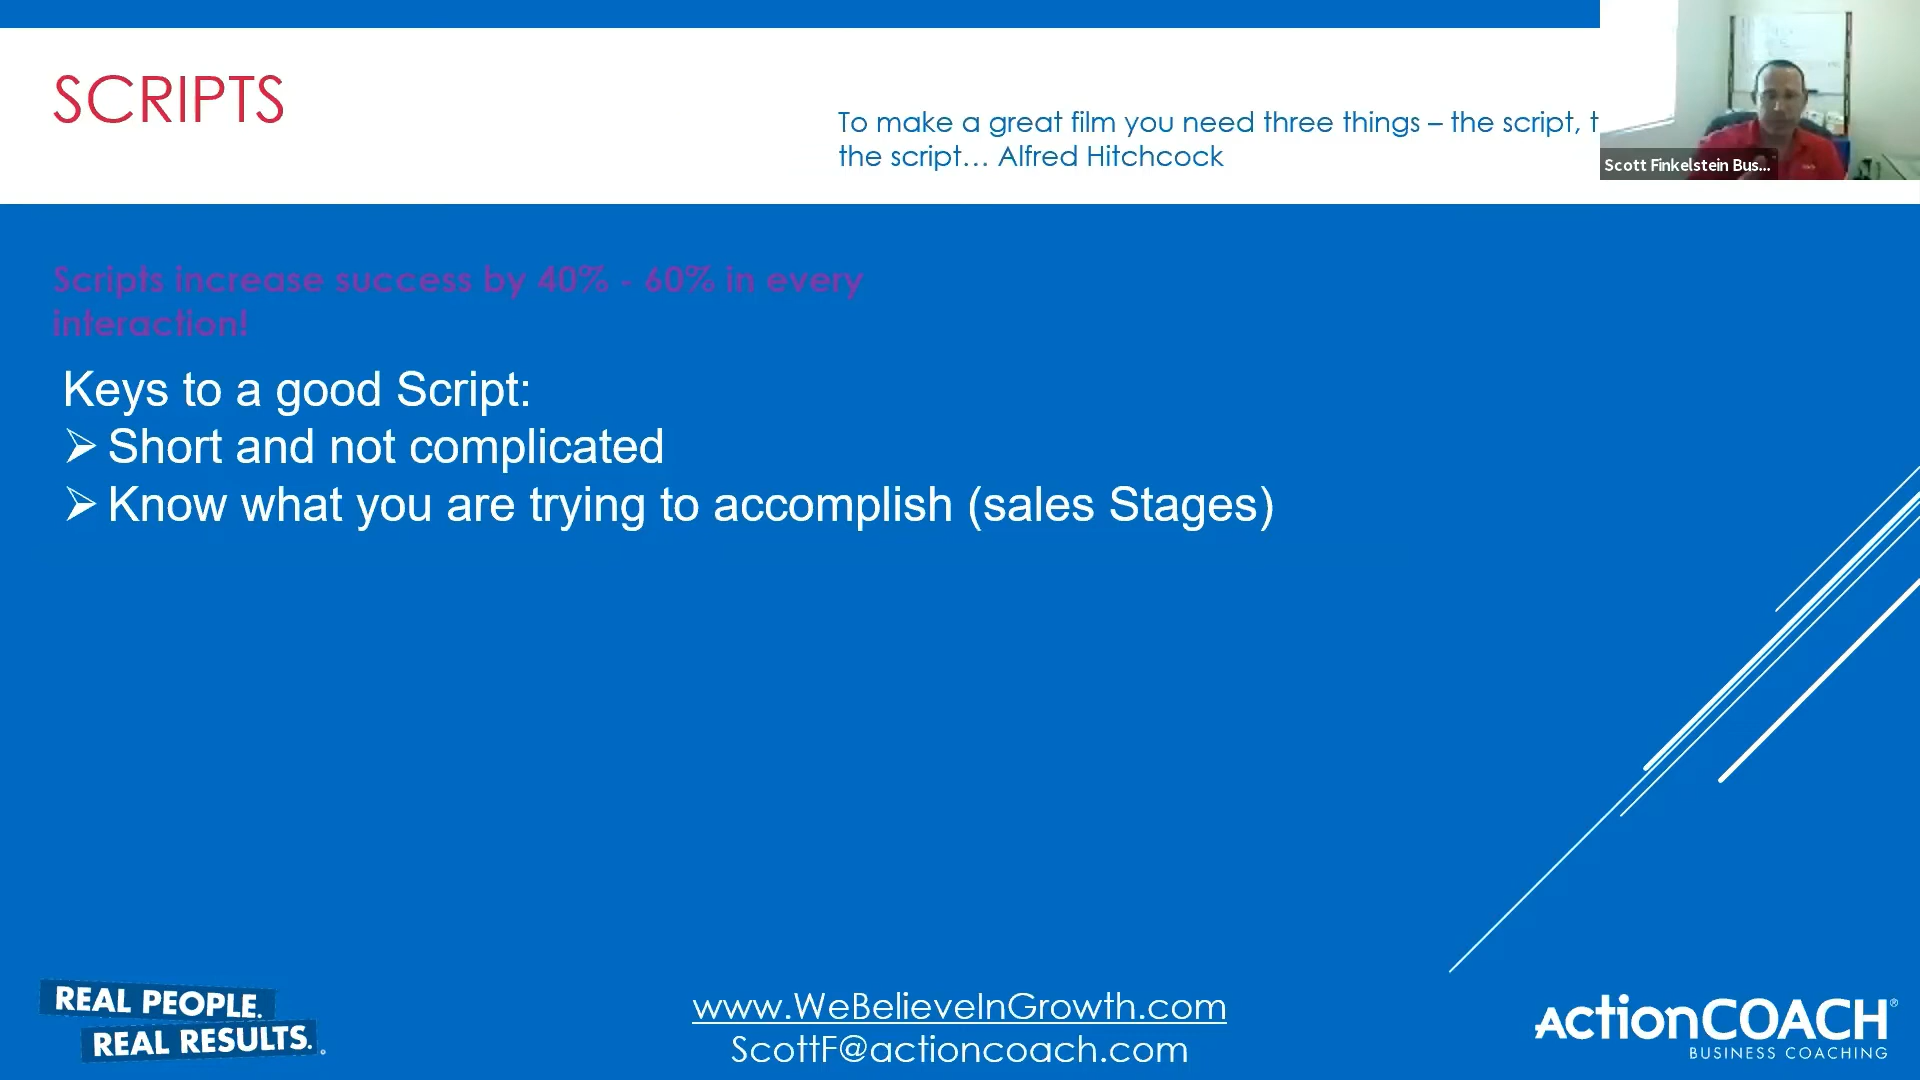 SCRIPTS
To make a great film you need three things – the script, t
the script… Alfred Hitchcock
Scott Finkelstein Bus...
Scripts increase success by 40% - 60% in every
interaction!
Keys to a good Script:
➢ Short and not complicated
➢ Know what you are trying to accomplish (sales Stages)
REAL PEOPLE.
REAL RESULTS.
www.WeBelieveInGrowth.com
ScottF@actioncoach.com
ActionCOACH®
BUSINESS COACHING